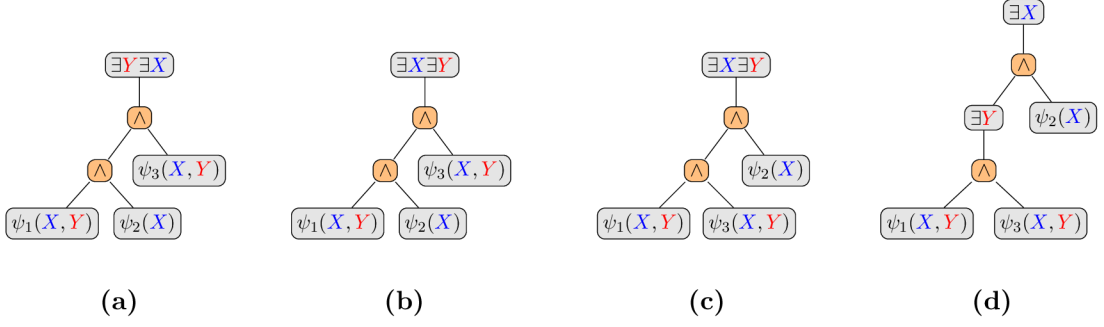 ∃X
∃Y∃X
∃X∃Y
∃X∃Y
∧
∧
∧
∧
∃Y
ψ₂(X)
∧
ψ₃(X, Y)
∧
ψ₃(X, Y)
∧
ψ₂(X)
∧
ψ₁(X, Y)
ψ₂(X)
ψ₁(X, Y)
ψ₂(X)
ψ₁(X, Y)
ψ₃(X, Y)
ψ₁(X, Y)
ψ₃(X, Y)
(a)
(b)
(c)
(d)